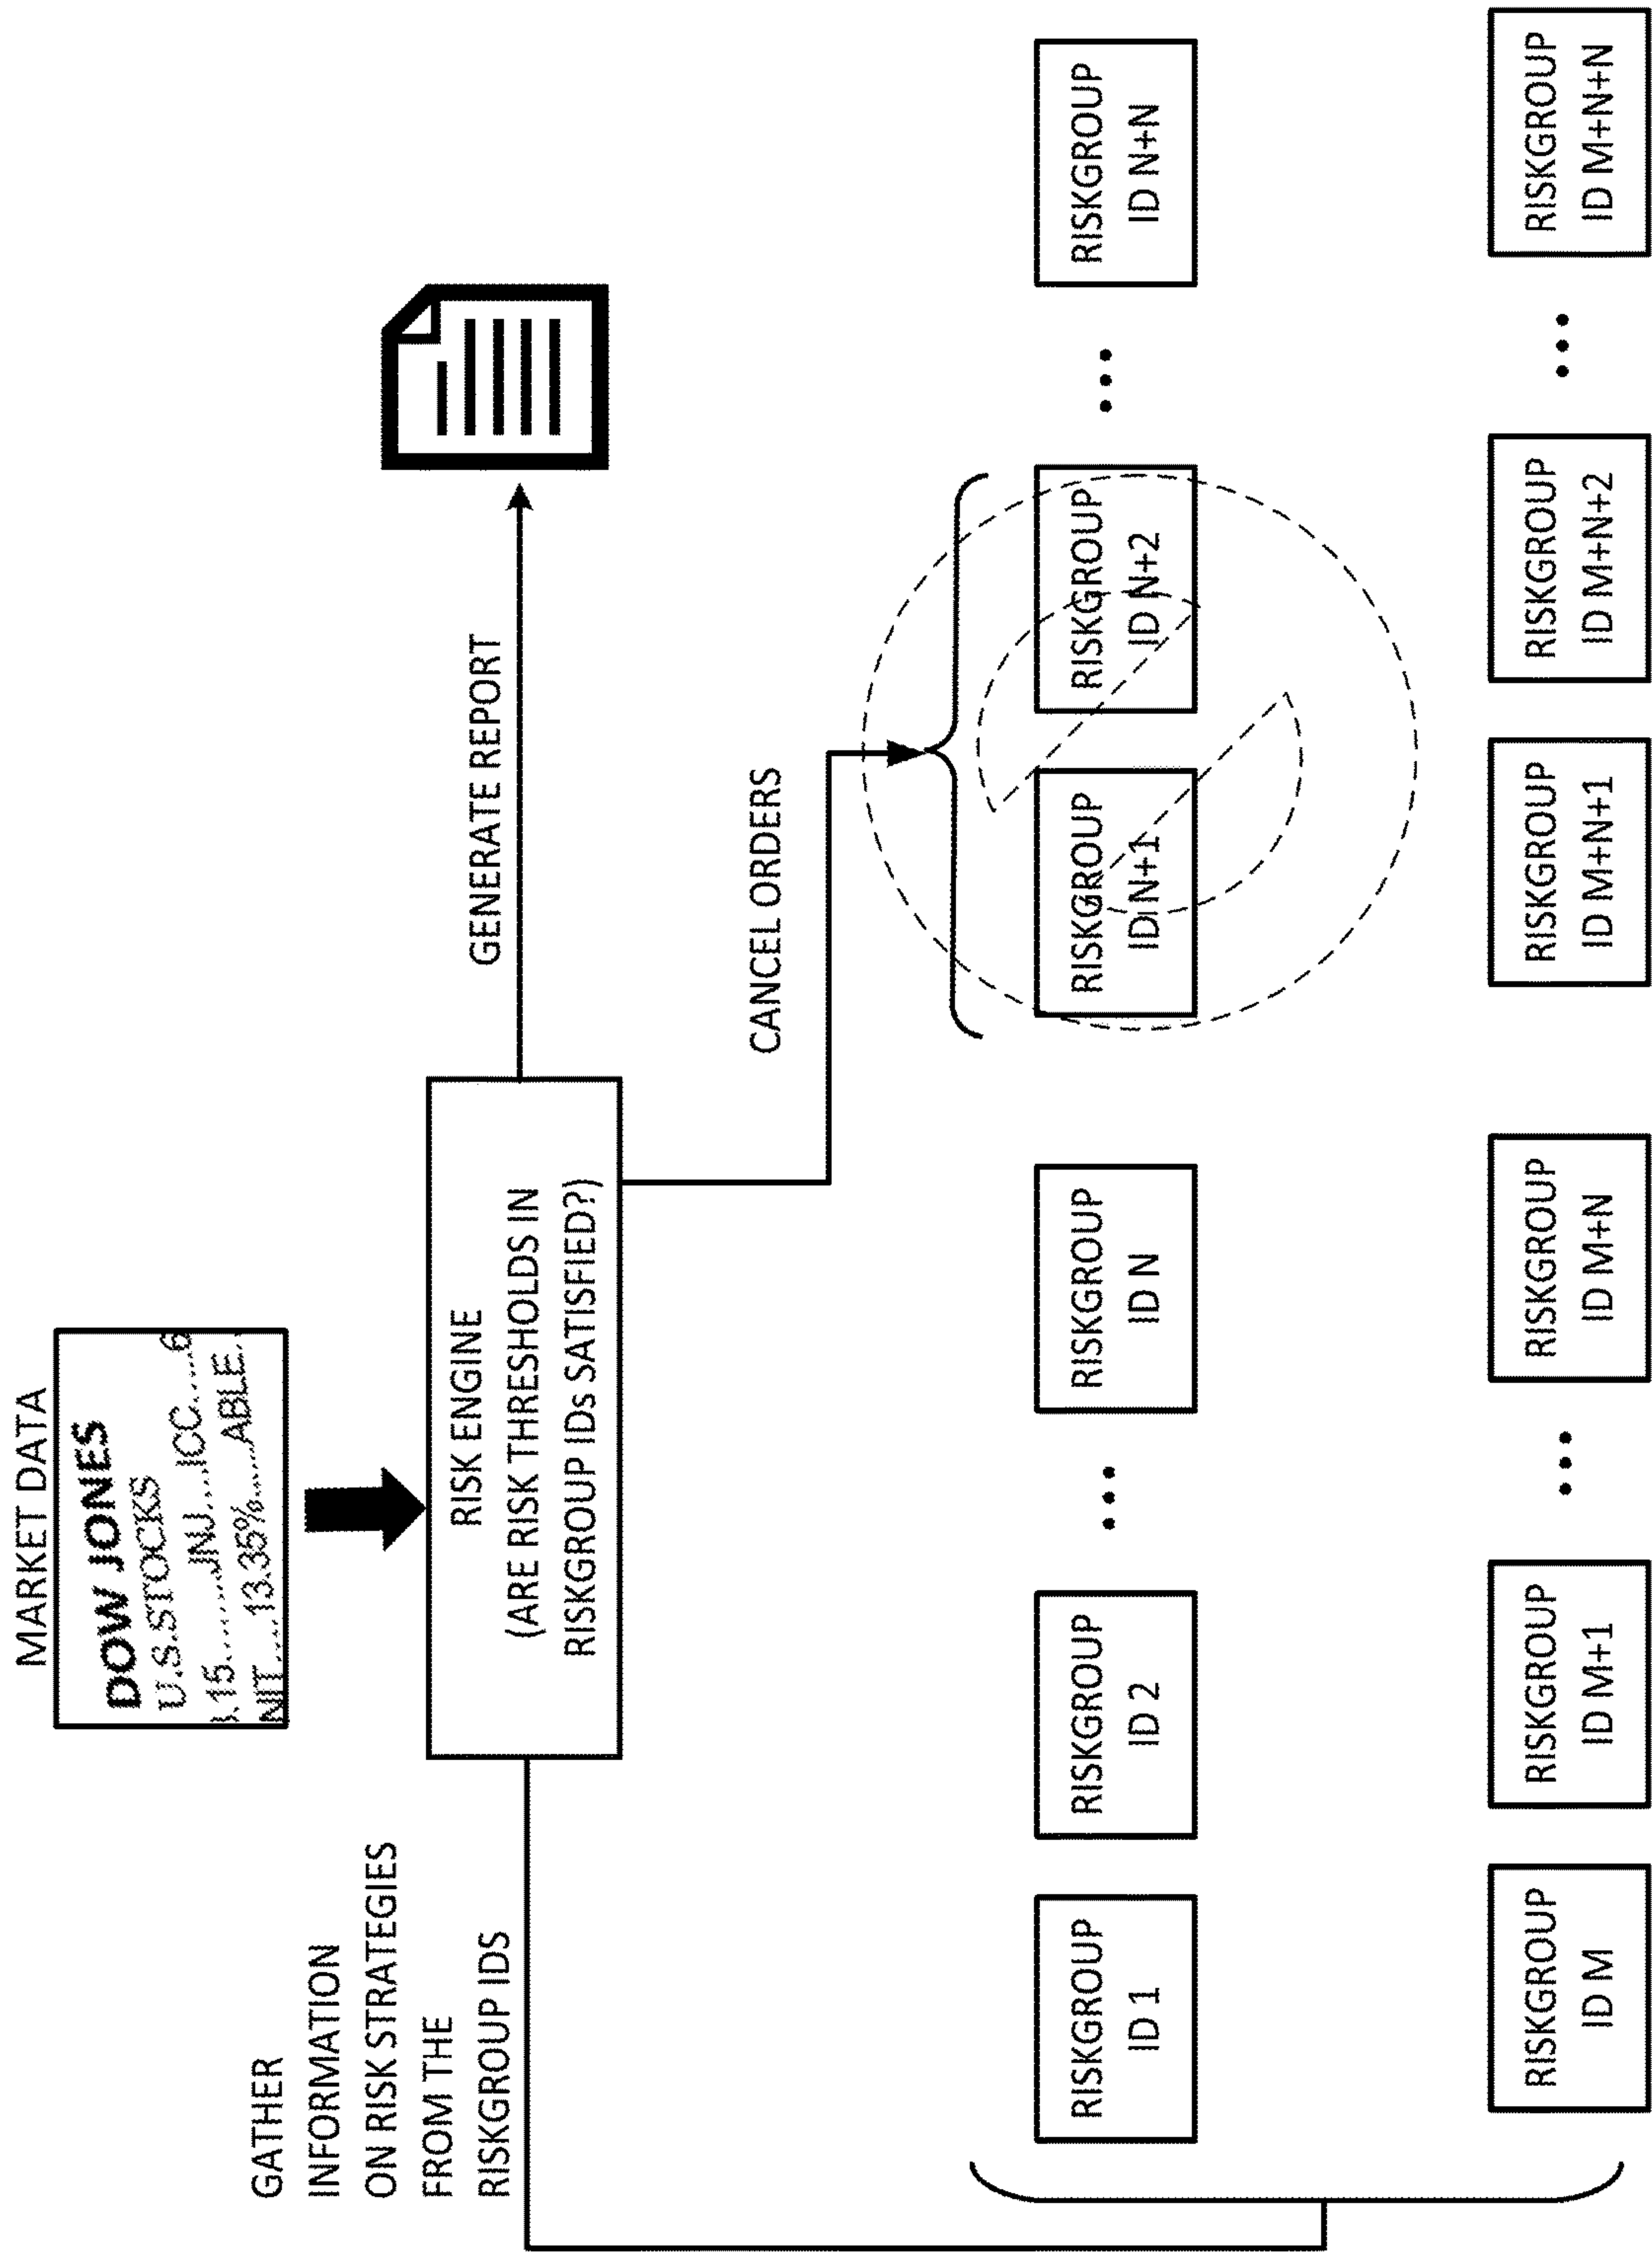 MARKET DATA
DOW JONES
U.S.STOCKS
.15.........JNJ....ICC.....6
NIT.....13.35%.......ABLE..
GATHER
INFORMATION
ON RISK STRATEGIES
FROM THE
RISKGROUP IDS
RISK ENGINE
(ARE RISK THRESHOLDS IN
RISKGROUP IDs SATISFIED?)
GENERATE REPORT
CANCEL ORDERS
RISKGROUP
ID 1
RISKGROUP
ID 2
...
RISKGROUP
ID N
RISKGROUP
ID N+1
RISKGROUP
ID N+2
...
RISKGROUP
ID N+N
RISKGROUP
ID M
RISKGROUP
ID M+1
...
RISKGROUP
ID M+N
RISKGROUP
ID M+N+1
RISKGROUP
ID M+N+2
...
RISKGROUP
ID M+N+N